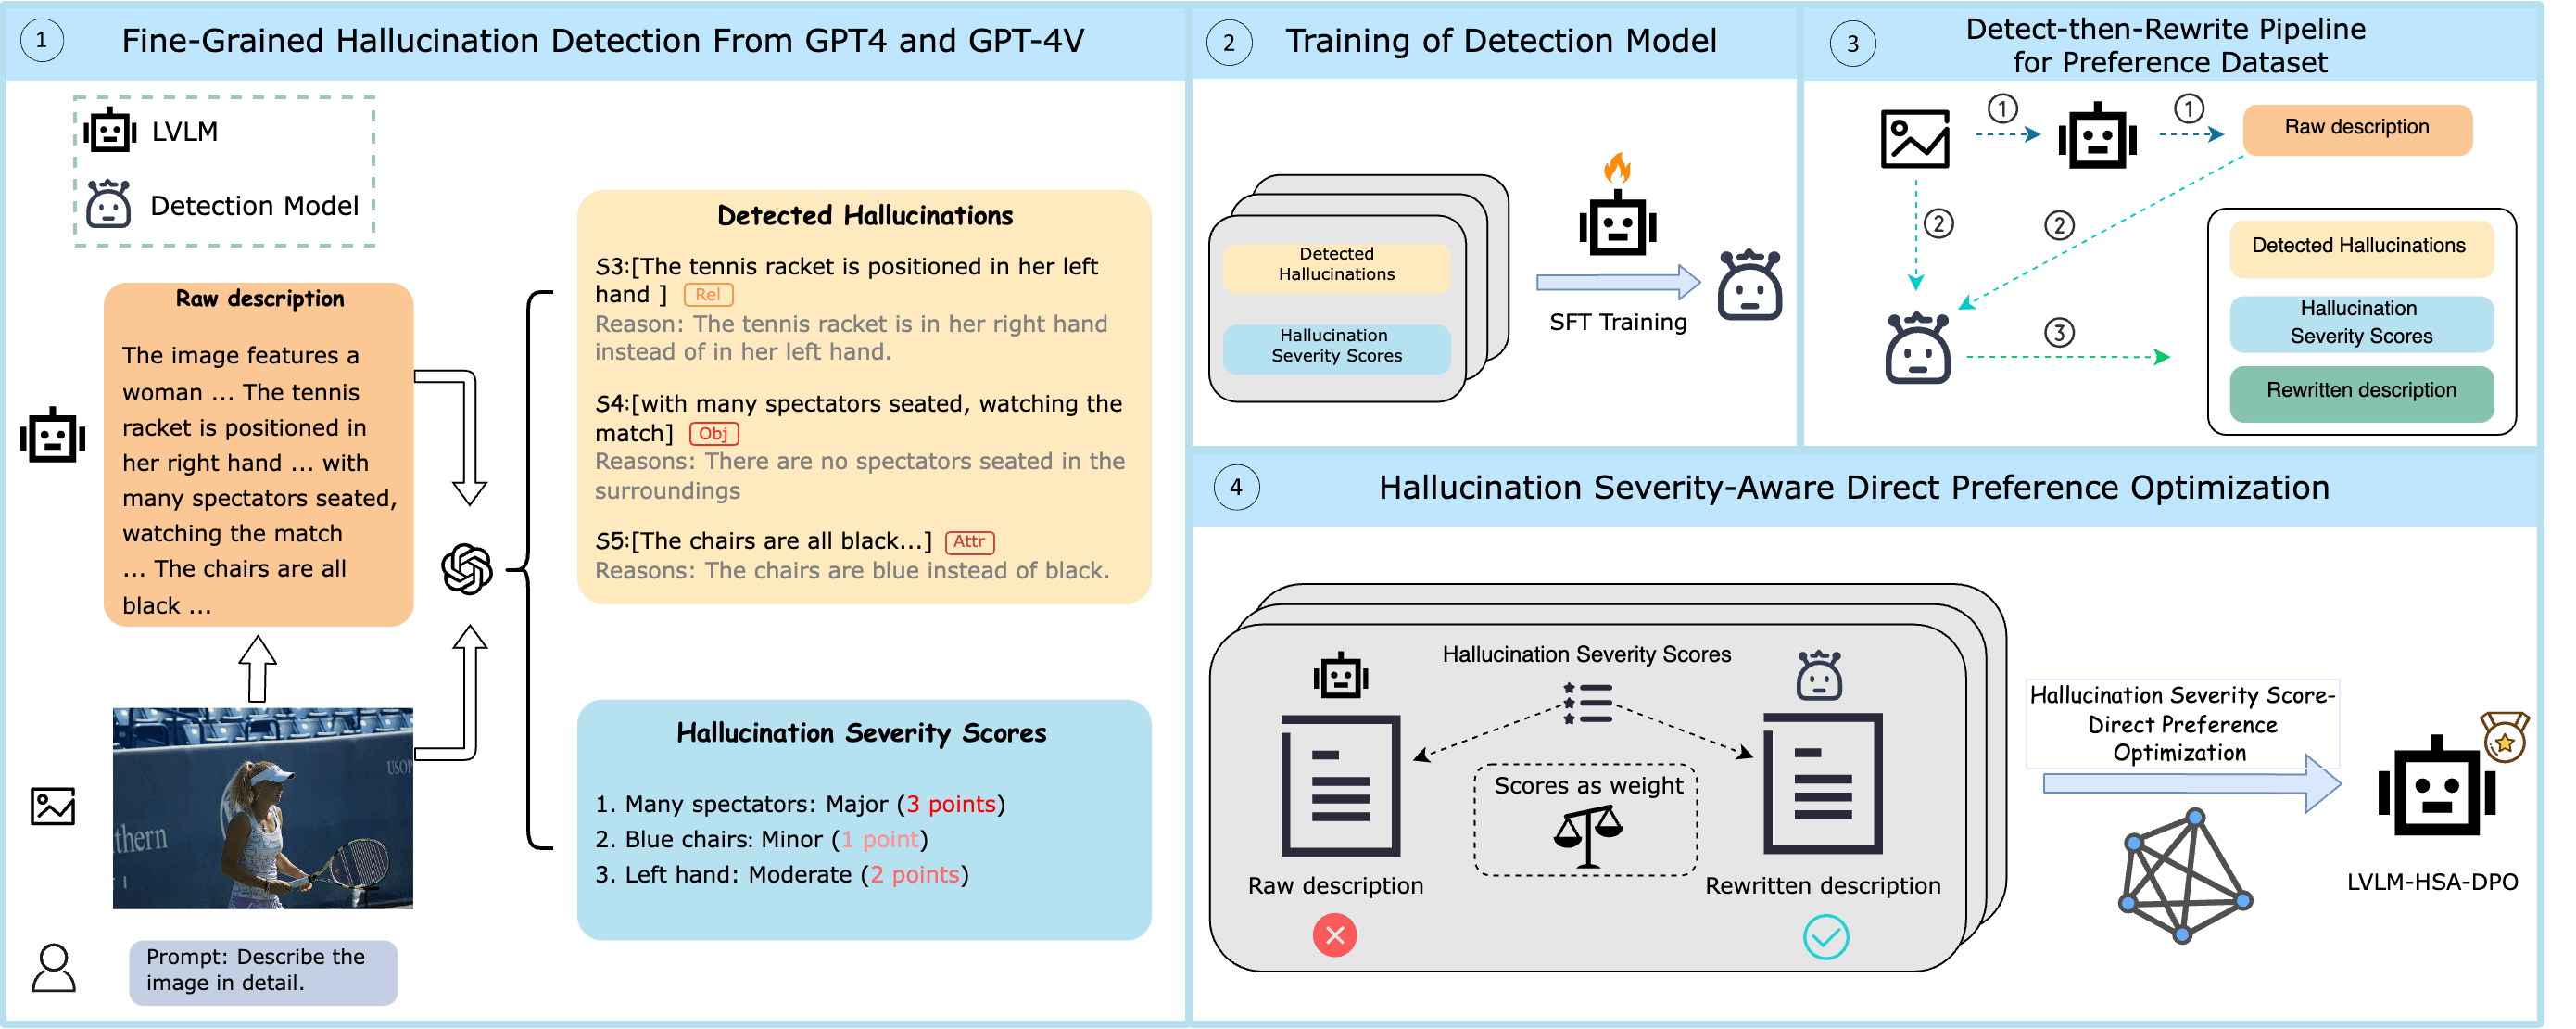 1
Fine-Grained Hallucination Detection From GPT4 and GPT-4V
LVLM
Detection Model
Raw description
The image features a
woman ... The tennis
racket is positioned in
her right hand ... with
many spectators seated,
watching the match
... The chairs are all
black ...
USOP
thern
Prompt: Describe the
image in detail.
Detected Hallucinations
S3:[The tennis racket is positioned in her left
hand ] Rel
Reason: The tennis racket is in her right hand
instead of in her left hand.
S4:[with many spectators seated, watching the
match] Obj
Reasons: There are no spectators seated in the
surroundings
S5:[The chairs are all black...] Attr
Reasons: The chairs are blue instead of black.
Hallucination Severity Scores
1. Many spectators: Major (3 points)
2. Blue chairs: Minor (1 point)
3. Left hand: Moderate (2 points)
2
Training of Detection Model
Detected
Hallucinations
Hallucination
Severity Scores
SFT Training
3
Detect-then-Rewrite Pipeline
for Preference Dataset
1
1
Raw description
2
2
3
Detected Hallucinations
Hallucination
Severity Scores
Rewritten description
4
Hallucination Severity-Aware Direct Preference Optimization
Hallucination Severity Scores
Scores as weight
Raw description
Rewritten description
Hallucination Severity Score-
Direct Preference
Optimization
LVLM-HSA-DPO